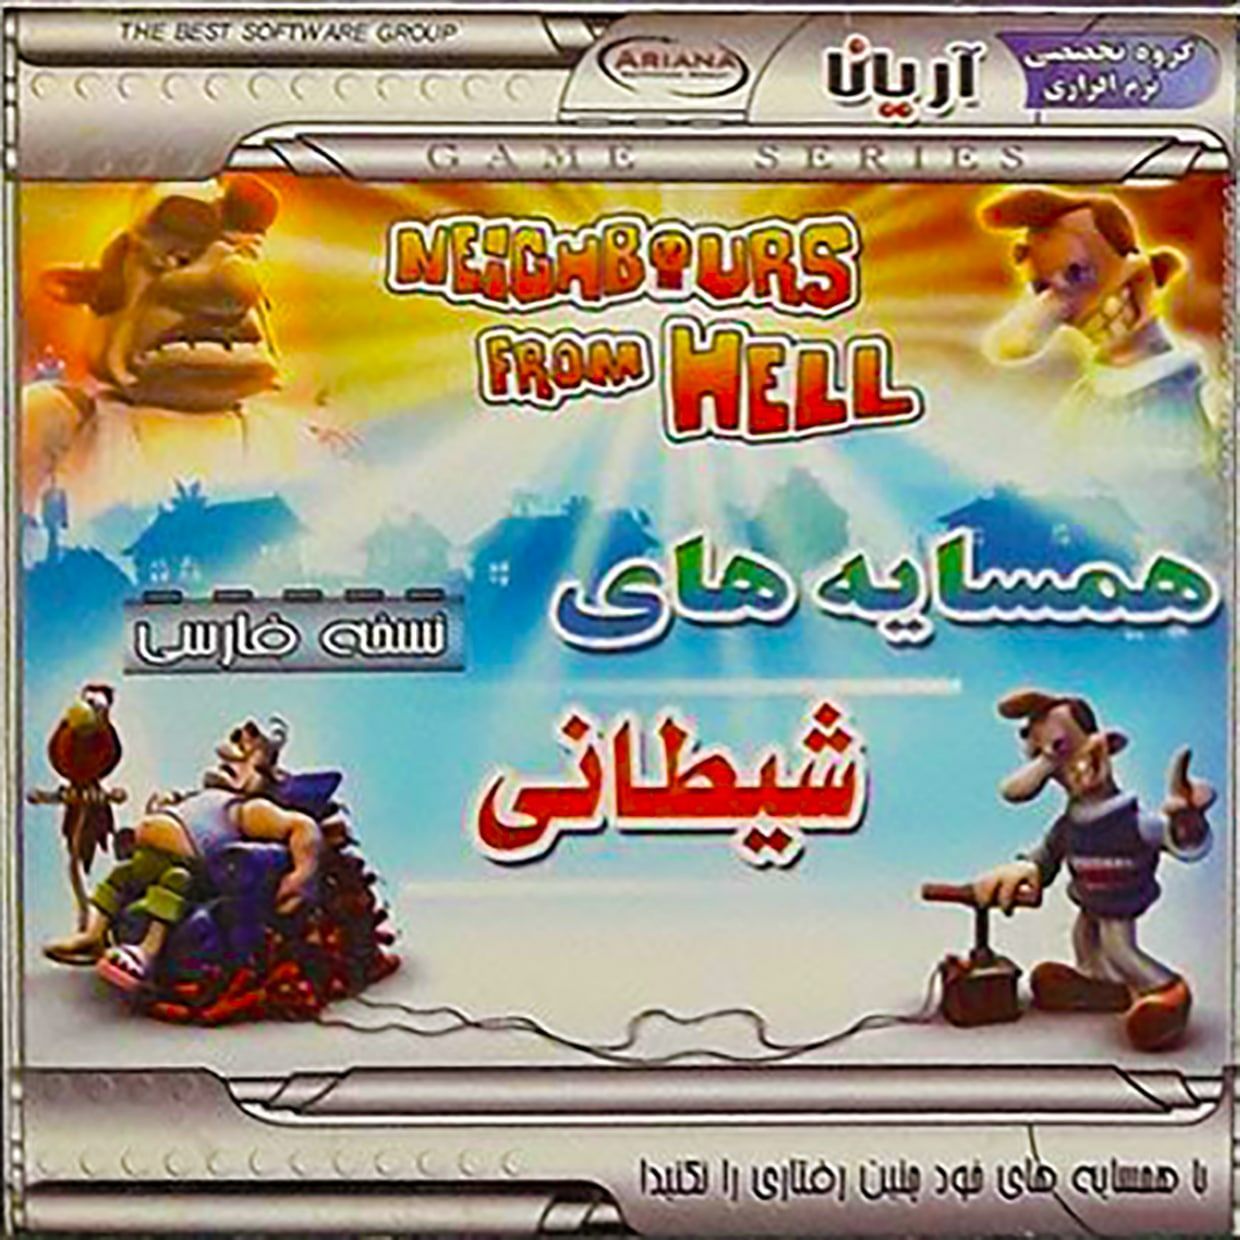 THE BEST SOFTWARE GROUP
ARIANA
آریانا
گروه تخصصی
نرم افزاری
GAME SERIES
NEIGHBOURS
FROM HELL
همسایه های
نسخه فارسی
شیطانی
با همسایه های خود چنین رفتاری را نکنید!